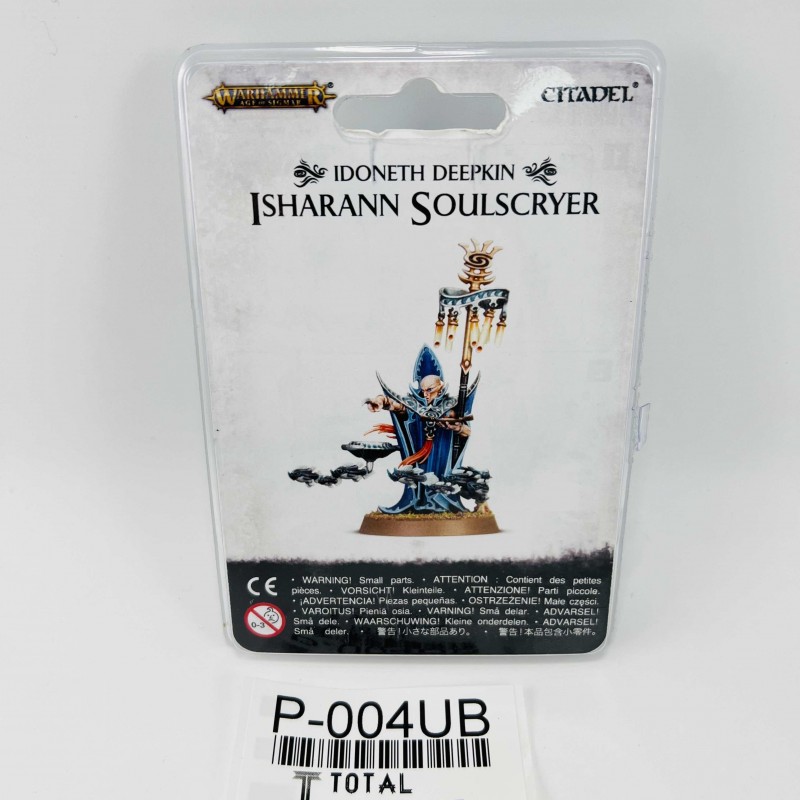 WARHAMMER
AGE OF SIGMAR
CITADEL
IDONETH DEEPKIN
ISHARANN SOULSCRYER
CE
0-3
• WARNING! Small parts. • ATTENTION : Contient des petites
pièces. • VORSICHT! Kleinteile. • ATTENZIONE! Parti piccole.
• ¡ADVERTENCIA! Piezas pequeñas. • OSTRZEŻENIE! Małe części.
• VAROITUS! Pieniä osia. • VARNING! Små delar. • ADVARSEL!
Små dele. • WAARSCHUWING! Kleine onderdelen. • ADVARSEL!
Små deler. • 警告!小さな部品あり。 • 警告!本品包含小零件。
P-004UB
TOTAL